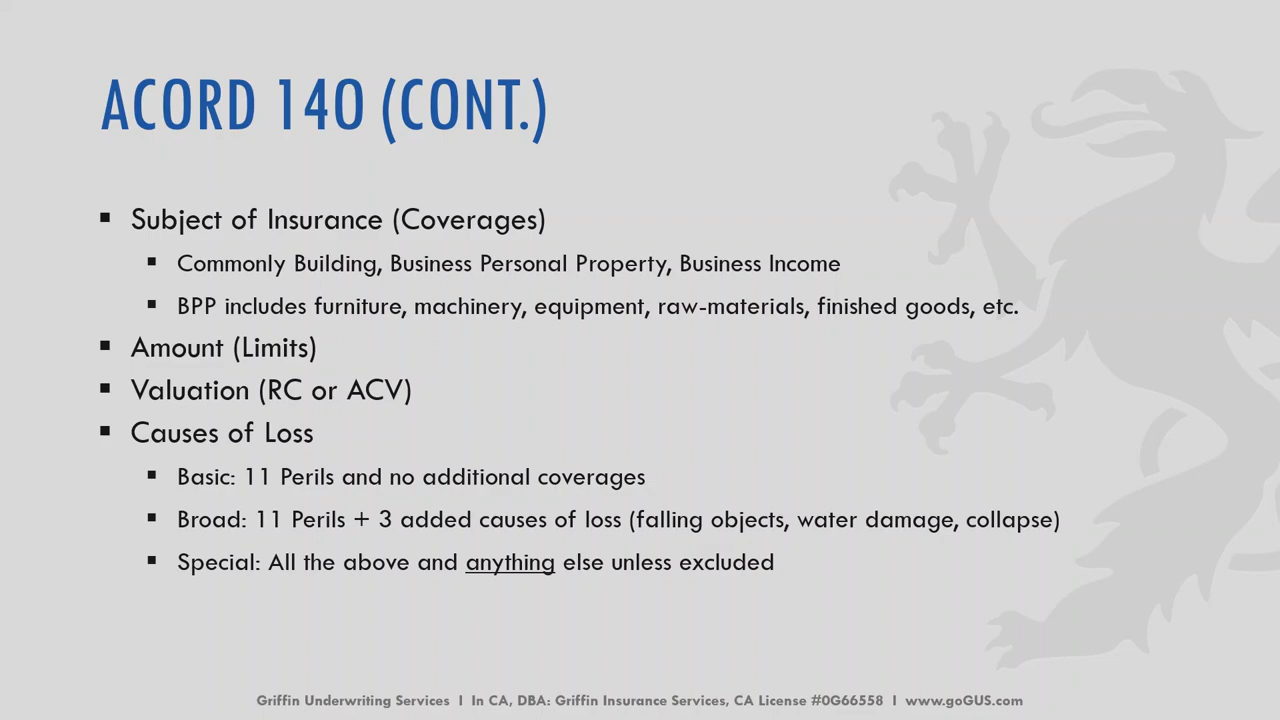 ACORD 140 (CONT.)
▪ Subject of Insurance (Coverages)
▪ Commonly Building, Business Personal Property, Business Income
▪ BPP includes furniture, machinery, equipment, raw-materials, finished goods, etc.
▪ Amount (Limits)
▪ Valuation (RC or ACV)
▪ Causes of Loss
▪ Basic: 11 Perils and no additional coverages
▪ Broad: 11 Perils + 3 added causes of loss (falling objects, water damage, collapse)
▪ Special: All the above and anything else unless excluded
Griffin Underwriting Services | In CA, DBA: Griffin Insurance Services, CA License #0G66558 | www.goGUS.com